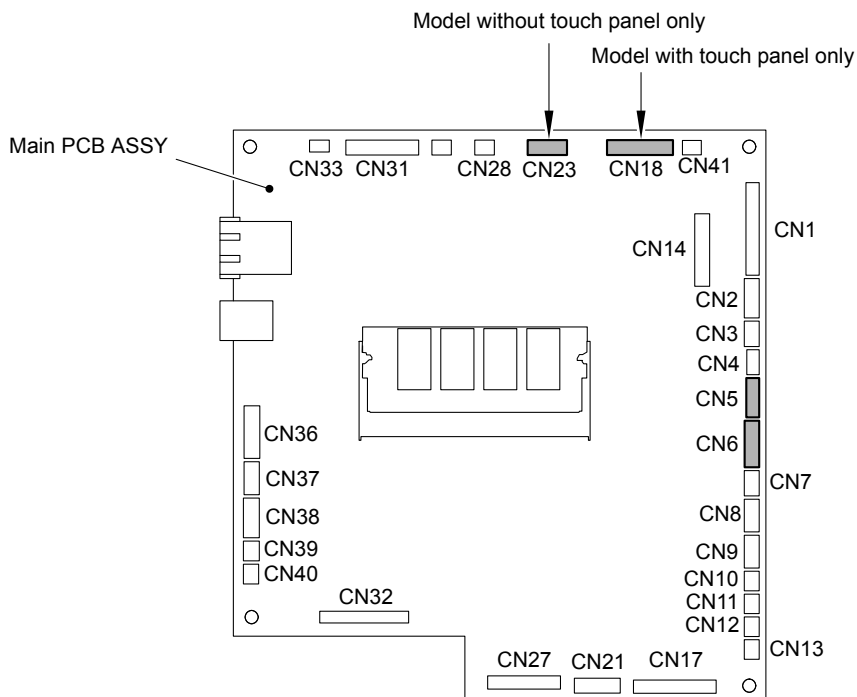 Model without touch panel only
Model with touch panel only
Main PCB ASSY
CN33
CN31
CN28
CN23
CN18
CN41
CN1
CN14
CN2
CN3
CN4
CN5
CN6
CN7
CN8
CN9
CN10
CN11
CN12
CN13
CN36
CN37
CN38
CN39
CN40
CN32
CN27
CN21
CN17